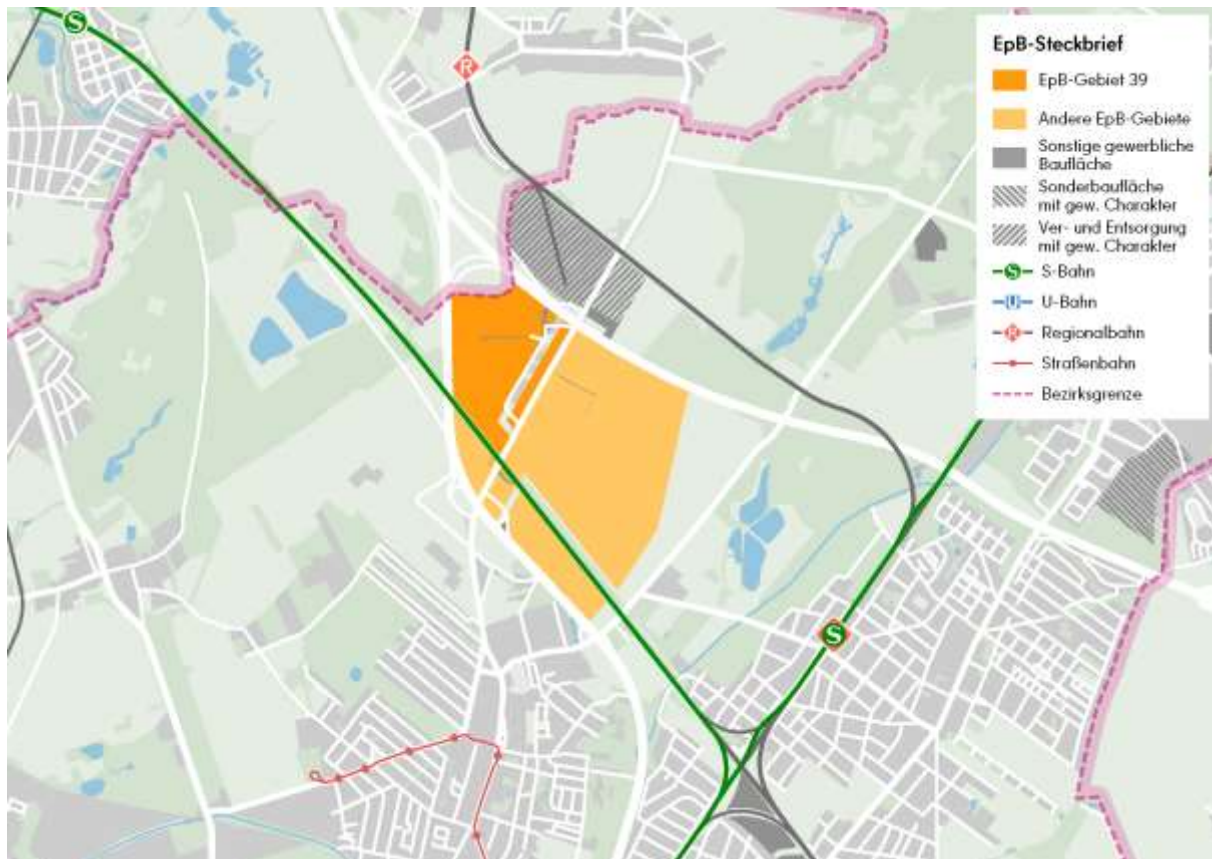 S
R
EpB-Steckbrief
EpB-Gebiet 39
Andere EpB-Gebiete
Sonstige gewerbliche
Baufläche
Sonderbaufläche
mit gew. Charakter
Ver- und Entsorgung
mit gew. Charakter
S S-Bahn
U U-Bahn
R Regionalbahn
Straßenbahn
Bezirksgrenze
S